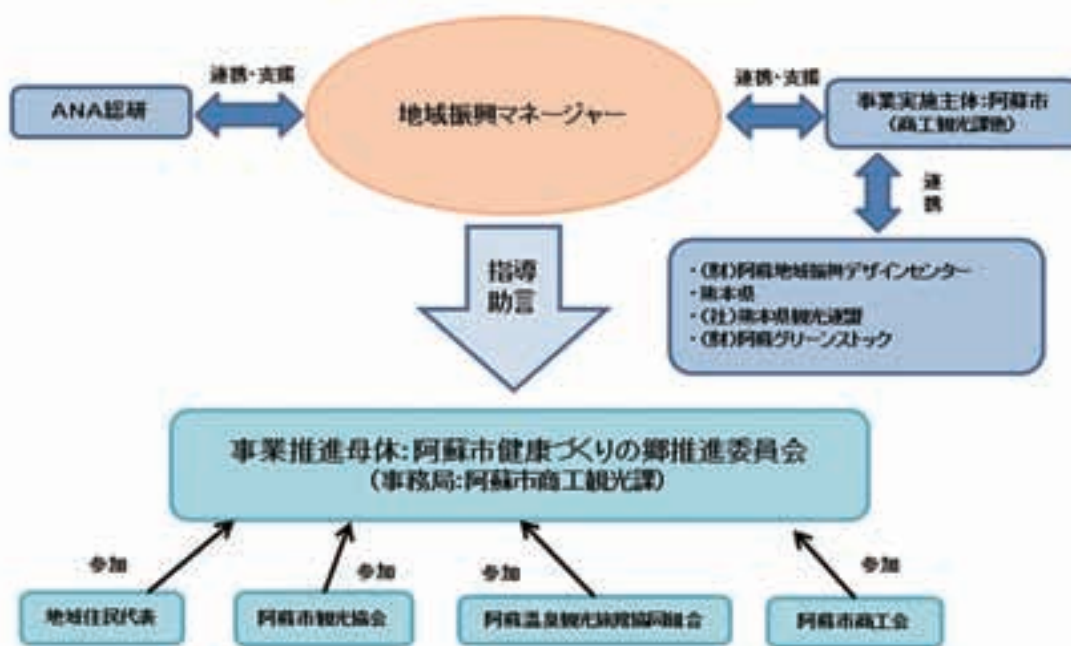 連携・支援
連携・支援
ANA総研
地域振興マネージャー
事業実施主体:阿蘇市
(商工観光課他)
連
携
指導
助言
・(財)阿蘇地域振興デザインセンター
・熊本県
・(社)熊本県観光連盟
・(財)阿蘇グリーンストック
事業推進母休:阿蘇市健康づくりの郷推進委員会
(事務局:阿蘇市商工観光課)
参加
参加
参加
参加
地域住民代表
阿蘇市観光協会
阿蘇温泉観光旅館協同組合
阿蘇市商工会